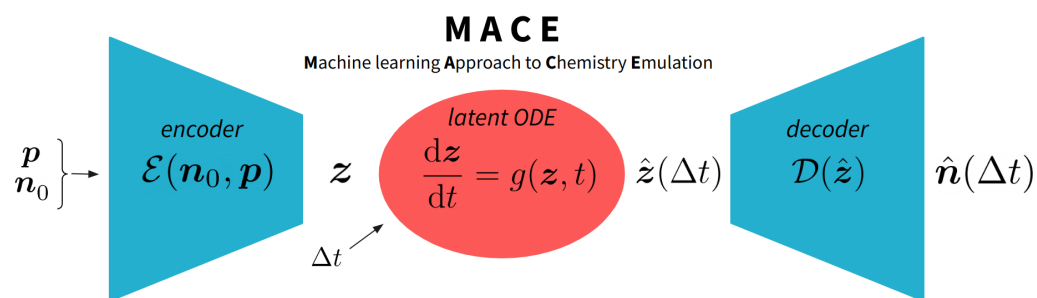 MACE
Machine learning Approach to Chemistry Emulation
p
n₀
encoder
ℰ(n₀, p)
z
latent ODE
dz/dt = g(z, t)
Δt
ẑ(Δt)
decoder
𝒟(ẑ)
n̂(Δt)